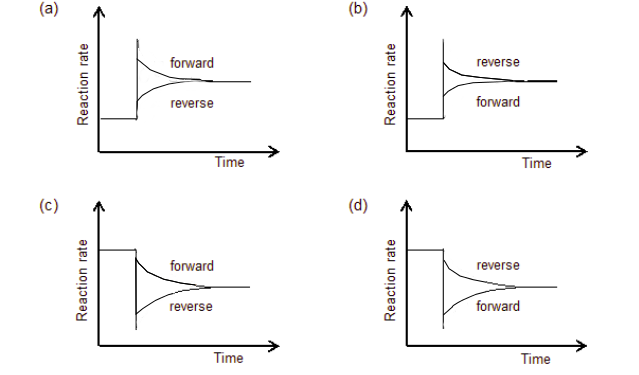 (a)
Reaction rate
forward
reverse
Time
(b)
Reaction rate
reverse
forward
Time
(c)
Reaction rate
forward
reverse
Time
(d)
Reaction rate
reverse
forward
Time